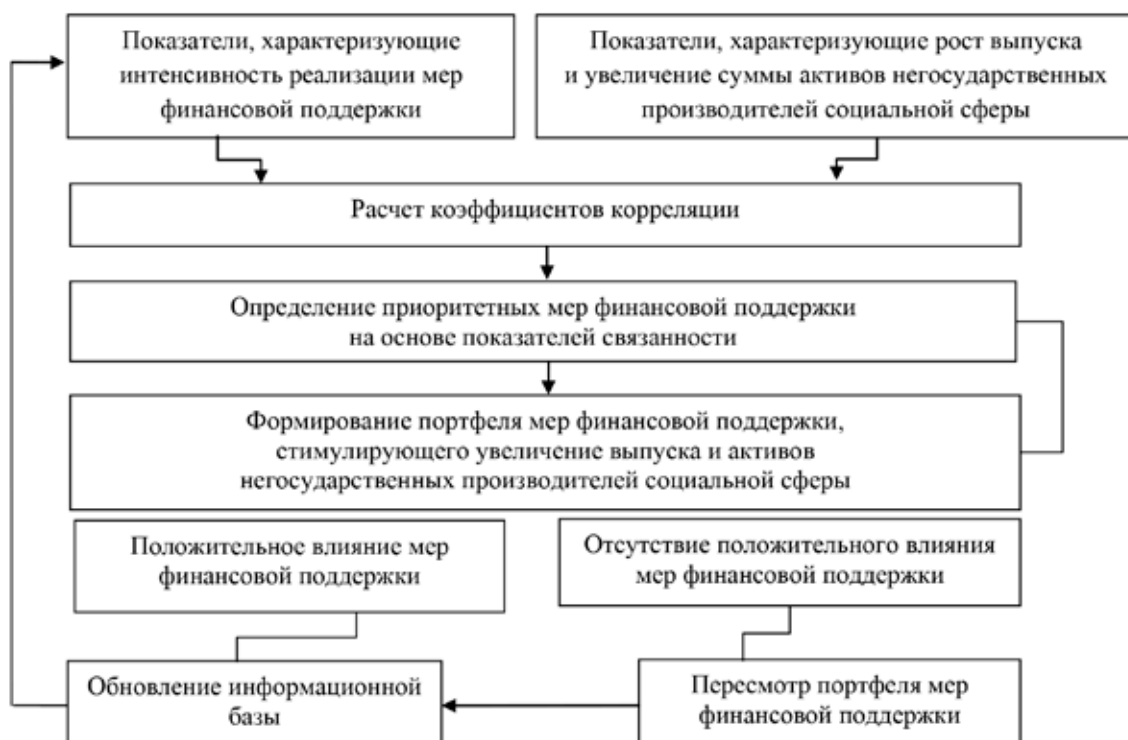 Показатели, характеризующие
интенсивность реализации мер
финансовой поддержки
Показатели, характеризующие рост выпуска
и увеличение суммы активов негосударственных
производителей социальной сферы
Расчет коэффициентов корреляции
Определение приоритетных мер финансовой поддержки
на основе показателей связанности
Формирование портфеля мер финансовой поддержки,
стимулирующего увеличение выпуска и активов
негосударственных производителей социальной сферы
Положительное влияние мер
финансовой поддержки
Отсутствие положительного влияния
мер финансовой поддержки
Обновление информационной
базы
Пересмотр портфеля мер
финансовой поддержки